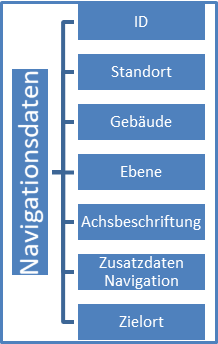 Navigationsdaten
ID
Standort
Gebäude
Ebene
Achsbeschriftung
Zusatzdaten
Navigation
Zielort